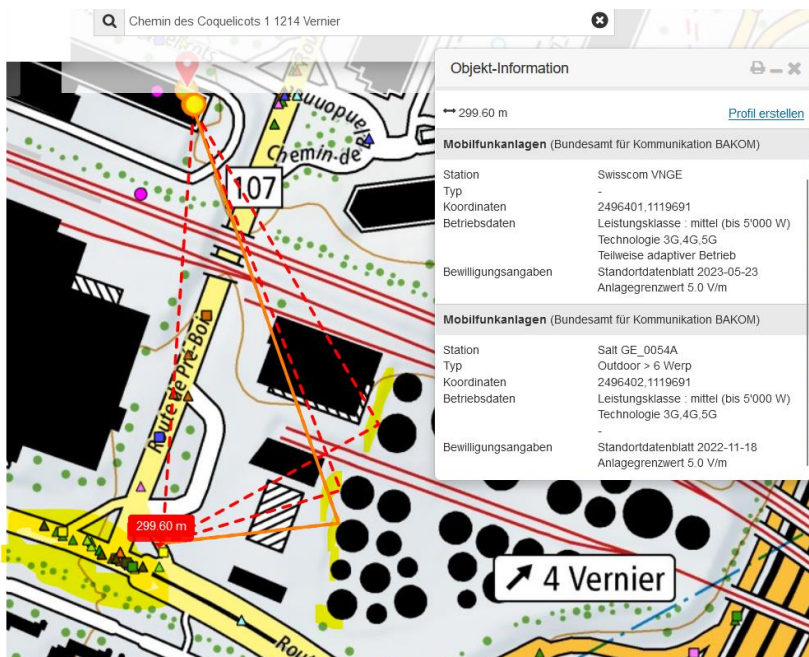 Chemin des Coquelicots 1 1214 Vernier
Objekt-Information
299.60 m
Profil erstellen
Mobilfunkanlagen (Bundesamt für Kommunikation BAKOM)
Station Swisscom VNGE
Typ -
Koordinaten 2496401,1119691
Betriebsdaten Leistungsklasse : mittel (bis 5'000 W)
Technologie 3G,4G,5G
Teilweise adaptiver Betrieb
Bewilligungsangaben Standortdatenblatt 2023-05-23
Anlagegrenzwert 5.0 V/m
Mobilfunkanlagen (Bundesamt für Kommunikation BAKOM)
Station Salt GE_0054A
Typ Outdoor > 6 Werp
Koordinaten 2496402,1119691
Betriebsdaten Leistungsklasse : mittel (bis 5'000 W)
Technologie 3G,4G,5G
-
Bewilligungsangaben Standortdatenblatt 2022-11-18
Anlagegrenzwert 5.0 V/m
Chemin-de
107
Route de Pré-Bois
299.60 m
4 Vernier
Rou